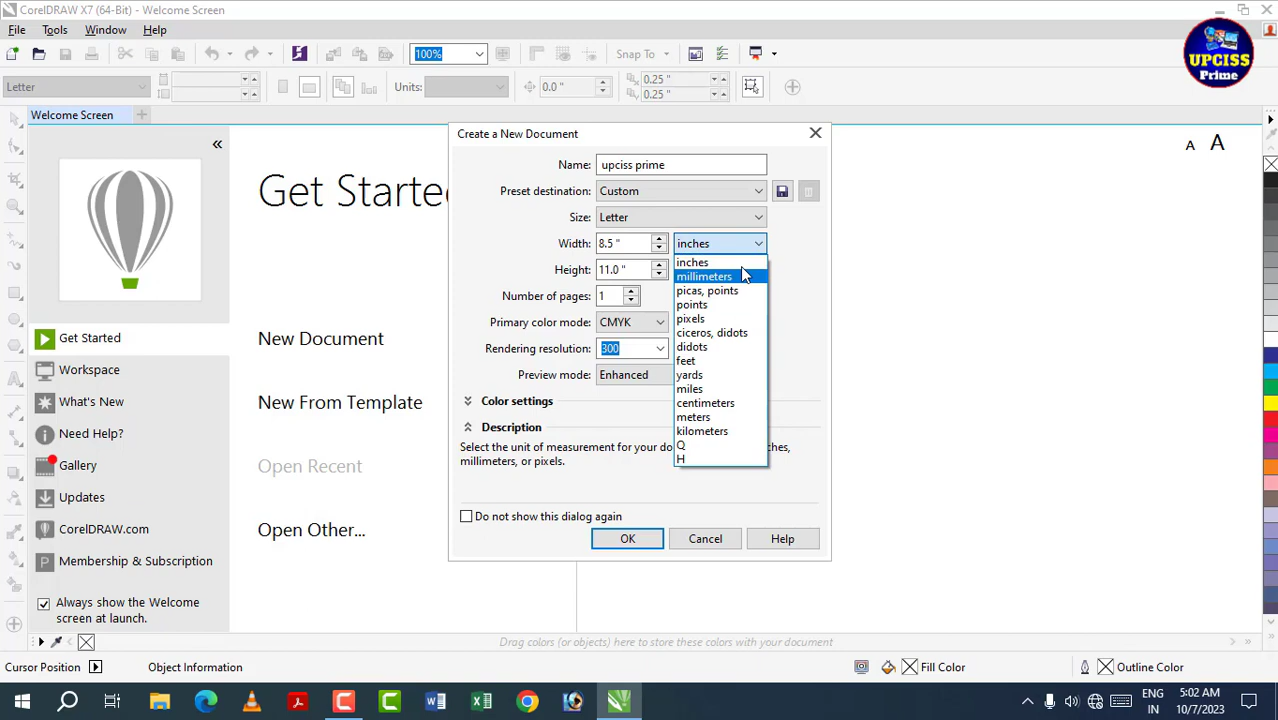 CorelDRAW X7 (64-Bit) - Welcome Screen
File Tools Window Help
100% Snap To
Letter Units: 0.0 " 0.25 "
0.25 "
UPCISS
Prime
Welcome Screen
Get Started
New Document
New From Template
Open Recent
Open Other...
Get Started
Workspace
What's New
Need Help?
Gallery
Updates
CorelDRAW.com
Membership & Subscription
Always show the Welcome
screen at launch.
A A
Create a New Document
Name: upciss prime
Preset destination: Custom
Size: Letter
Width: 8.5 " inches
Height: 11.0 "
Number of pages: 1
Primary color mode: CMYK
Rendering resolution: 300
Preview mode: Enhanced
inches
millimeters
picas, points
points
pixels
ciceros, didots
didots
feet
yards
miles
centimeters
meters
kilometers
Q
H
Color settings
Description
Select the unit of measurement for your do ches,
millimeters, or pixels.
Do not show this dialog again
OK Cancel Help
Drag colors (or objects) here to store these colors with your document
Cursor Position Object Information Fill Color Outline Color
ENG
IN
5:02 AM
10/7/2023